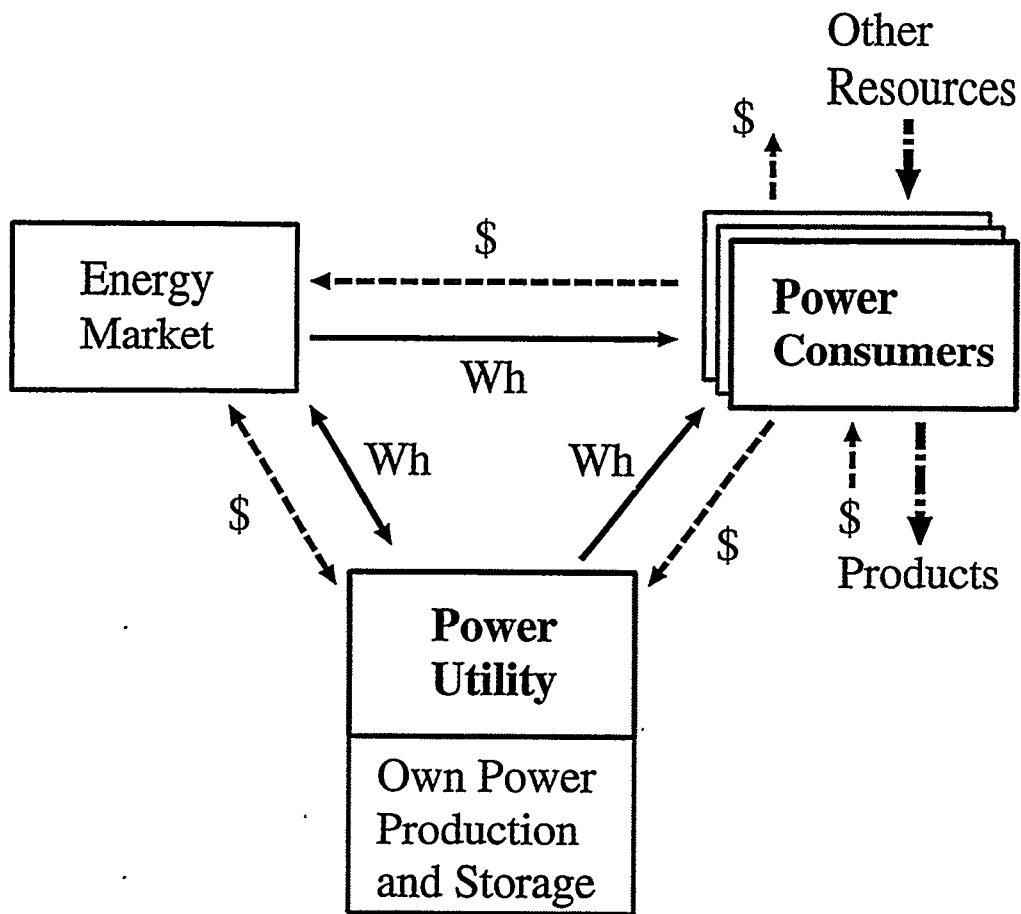 Other
Resources
$
$
Energy
Market
Power
Consumers
Wh
Wh
Wh
$
$
$
Products
Power
Utility
Own Power
Production
and Storage